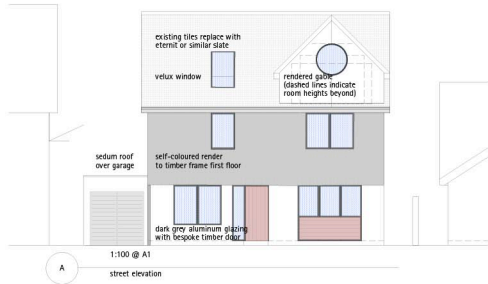 existing tiles replace with
eternit or similar slate
velux window
rendered gable
(dashed lines indicate
room heights beyond)
sedum roof
over garage
self-coloured render
to timber frame first floor
dark grey aluminum glazing
with bespoke timber door
1:100 @ A1
A
street elevation